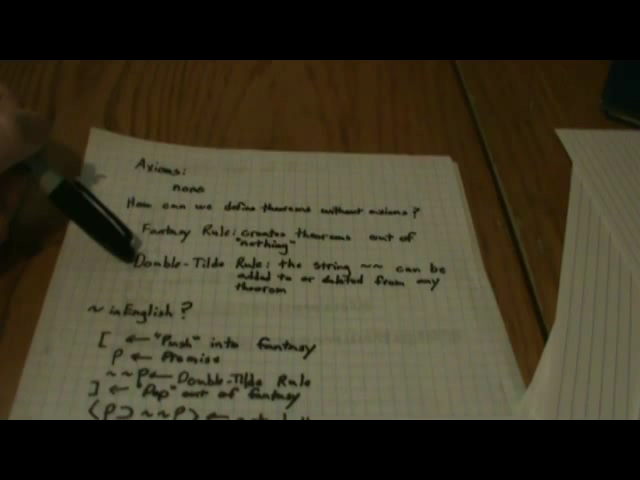 Axioms:
none
How can we define theorems without axioms?
Fantasy Rule: creates theorems out of
"nothing"
Double-Tilde Rule: the string ~~ can be
added to or deleted from any
theorem
~ in English?
[ ← "Push" into fantasy
P ← Premise
~~P ← Double-Tilde Rule
] ← "Pop" out of fantasy
⟨P⊃~~P⟩ ←